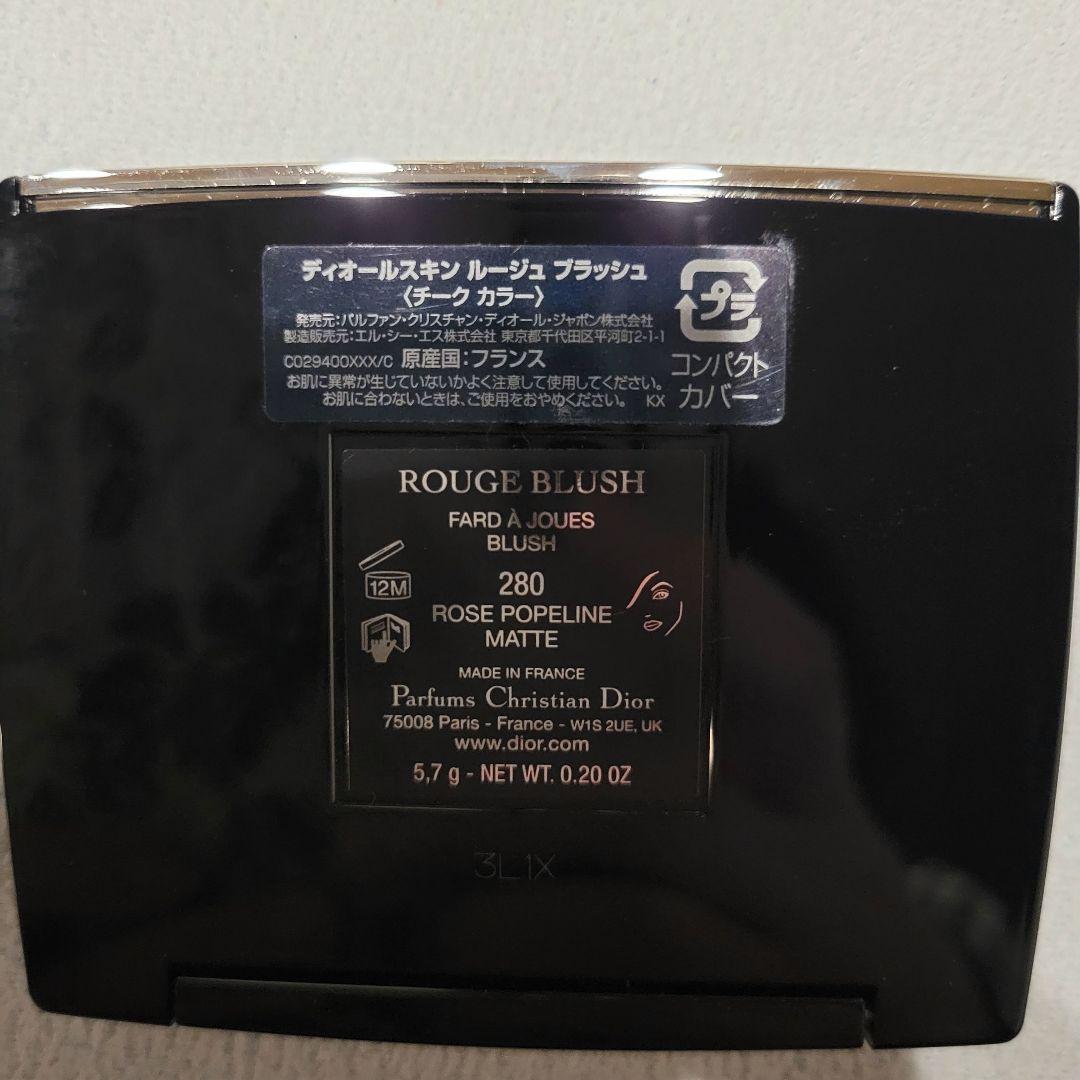 ディオールスキン ルージュ ブラッシュ
〈チーク カラー〉
発売元:パルファン・クリスチャン・ディオール・ジャポン株式会社
製造販売元:エル・シー・エス株式会社 東京都千代田区平河町2-1-1
C029400XXX/C 原産国:フランス
お肌に異常が生じていないかよく注意して使用してください。
お肌に合わないときは、ご使用をおやめください。 KX
プラ
コンパクト
カバー
ROUGE BLUSH
FARD À JOUES
BLUSH
12M
280
ROSE POPELINE
MATTE
MADE IN FRANCE
Parfums Christian Dior
75008 Paris - France - W1S 2UE, UK
www.dior.com
5,7 g - NET WT. 0.20 OZ
3L1X